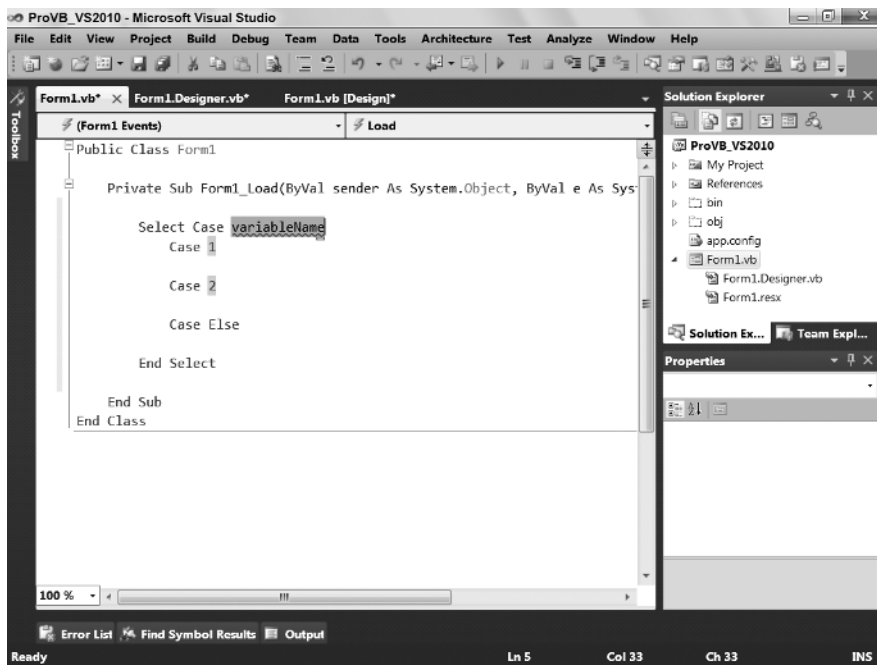 ProVB_VS2010 - Microsoft Visual Studio
File Edit View Project Build Debug Team Data Tools Architecture Test Analyze Window Help
Toolbox
Form1.vb* Form1.Designer.vb* Form1.vb [Design]*
(Form1 Events) Load
Public Class Form1
Private Sub Form1_Load(ByVal sender As System.Object, ByVal e As Sys
Select Case variableName
Case 1
Case 2
Case Else
End Select
End Sub
End Class
100 %
Solution Explorer
ProVB_VS2010
My Project
References
bin
obj
app.config
Form1.vb
Form1.Designer.vb
Form1.resx
Solution Ex... Team Expl...
Properties
Error List Find Symbol Results Output
Ready Ln 5 Col 33 Ch 33 INS